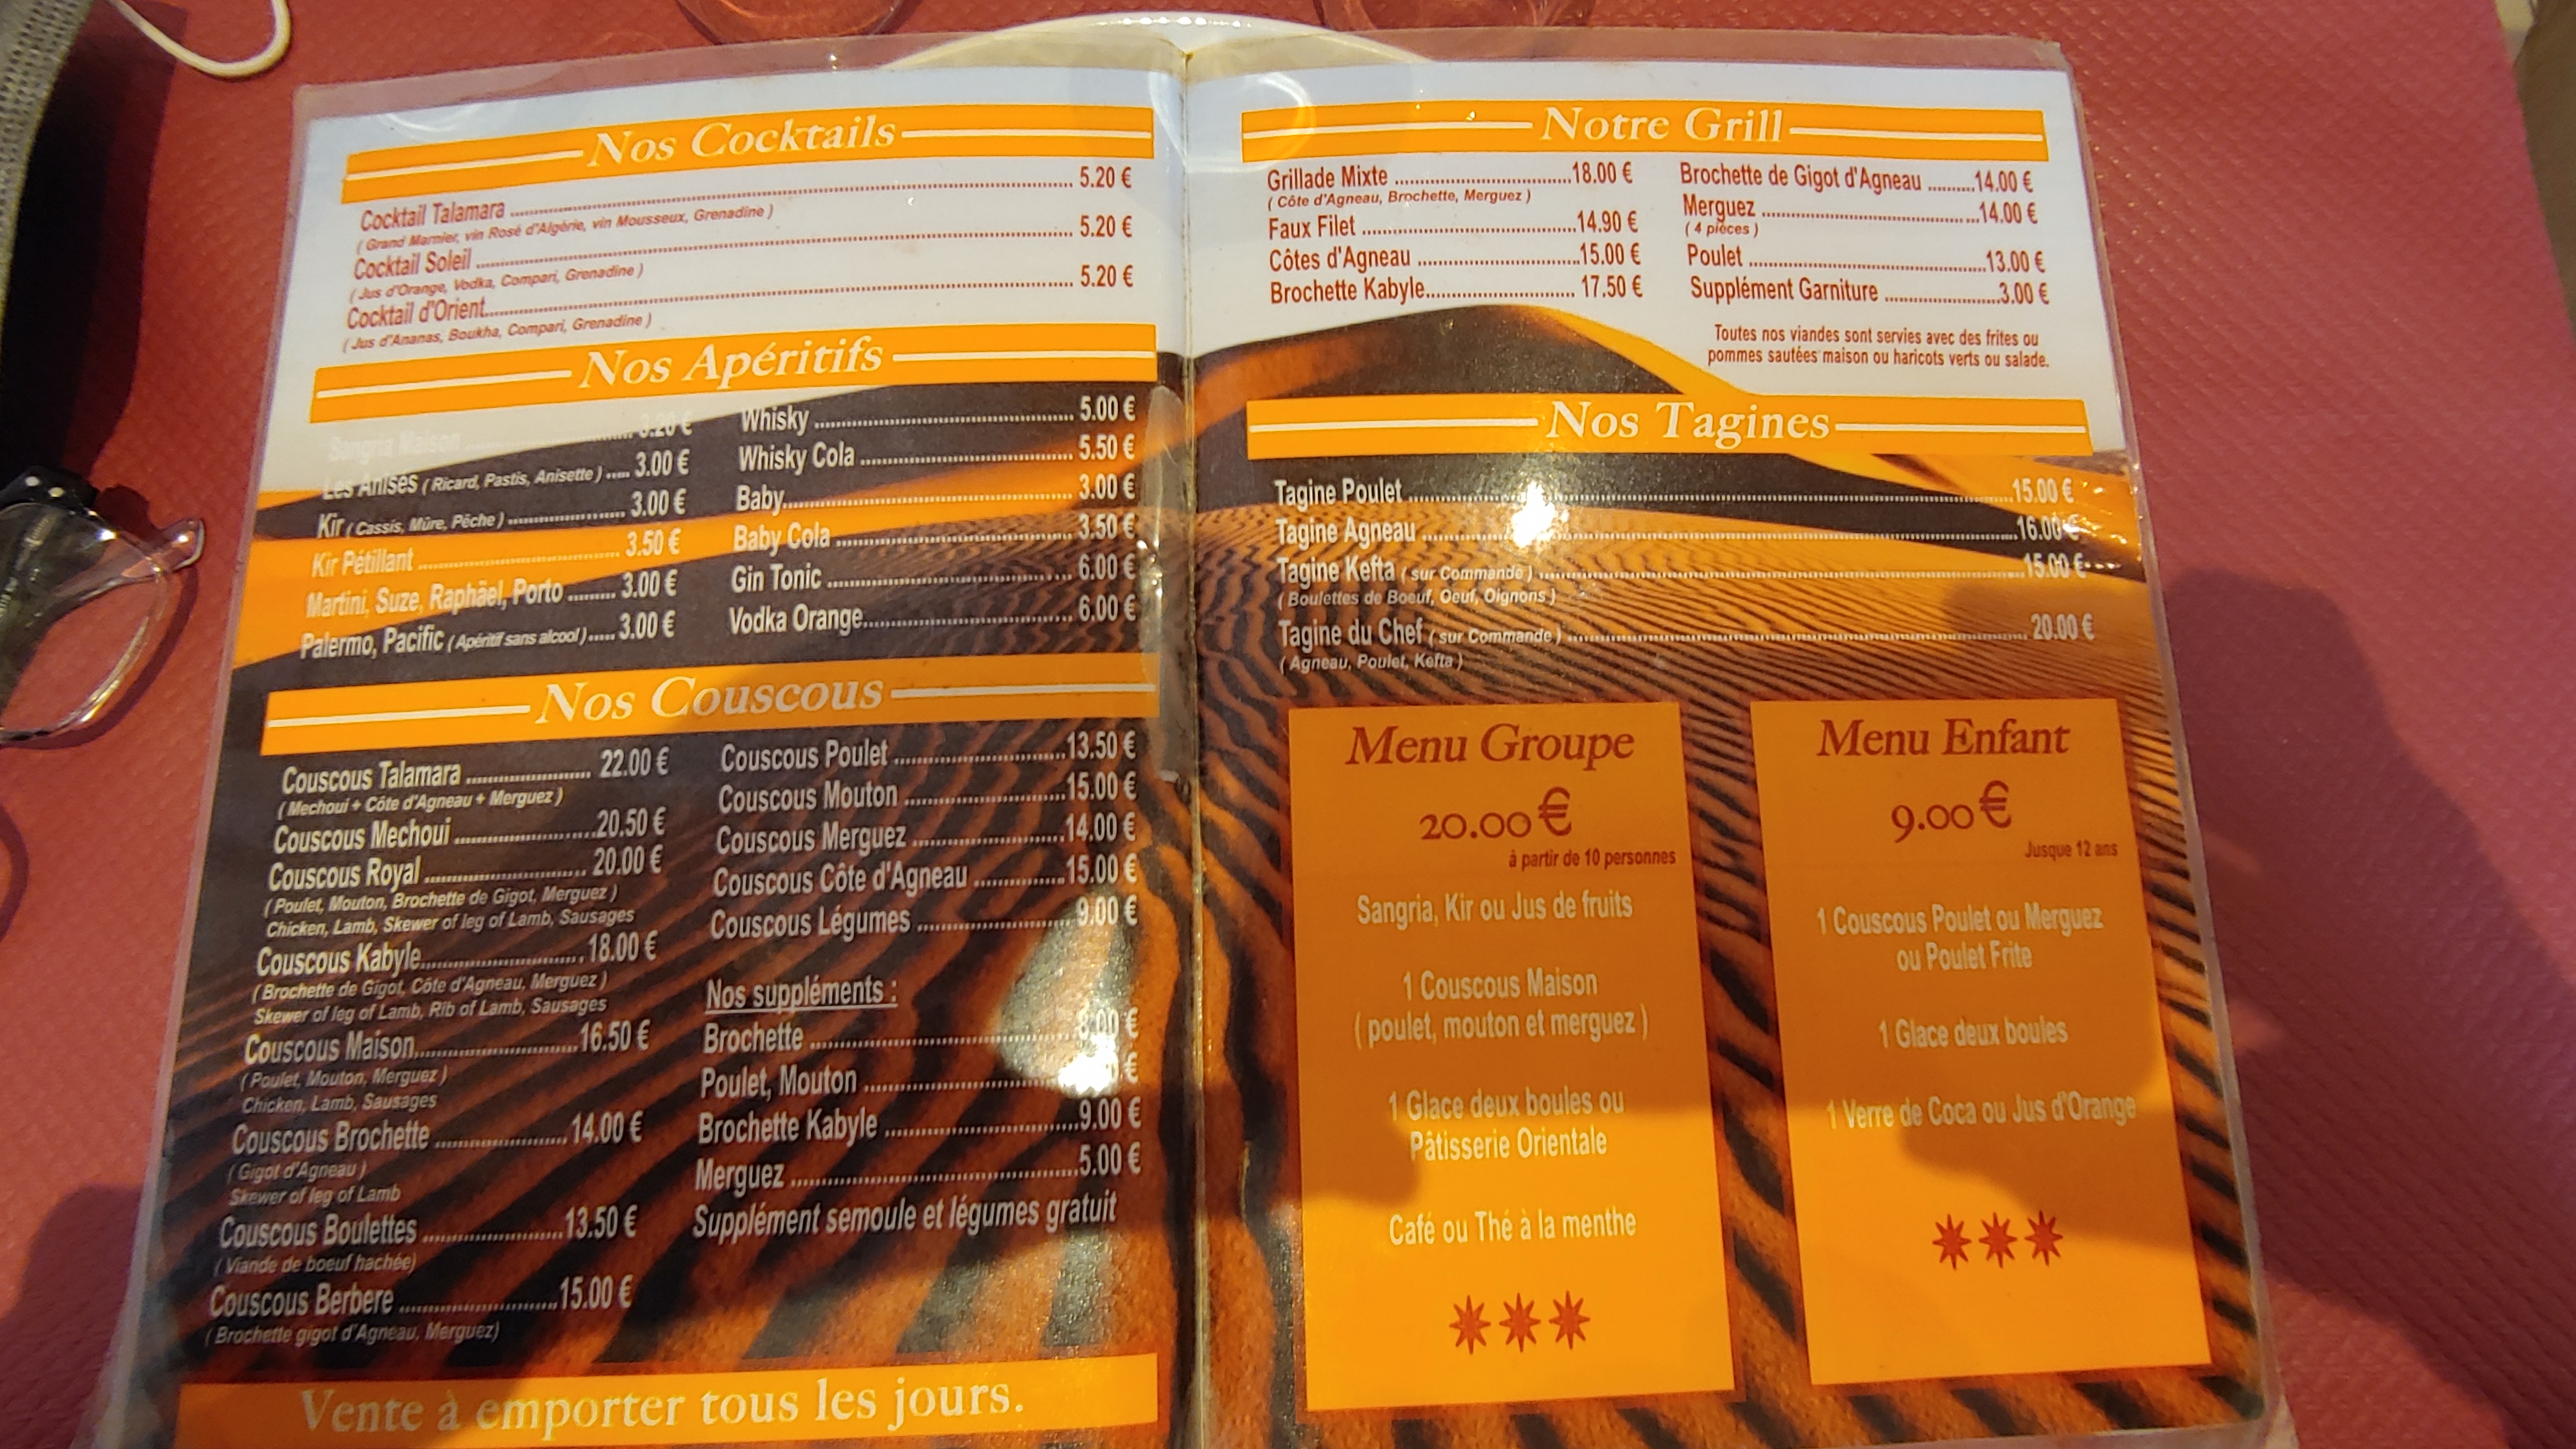 Nos Cocktails
Cocktail Talamara ........ 5.20 €
( Grand Marnier, vin Rosé d'Algérie, vin Mousseux, Grenadine )
Cocktail Soleil ........ 5.20 €
( Jus d'Orange, Vodka, Compari, Grenadine )
Cocktail d'Orient........ 5.20 €
( Jus d'Ananas, Boukha, Compari, Grenadine )
Nos Apéritifs
Sangria Maison ........ 3.20 €
Les Anisés ( Ricard, Pastis, Anisette ) ..... 3.00 €
Kir ( Cassis, Mûre, Pêche ) ........ 3.00 €
Kir Pétillant ........ 3.50 €
Martini, Suze, Raphäel, Porto ......... 3.00 €
Palermo, Pacific ( Apéritif sans alcool )..... 3.00 €
Whisky ........ 5.00 €
Whisky Cola ........ 5.50 €
Baby........ 3.00 €
Baby Cola ........ 3.50 €
Gin Tonic ........ 6.00 €
Vodka Orange........ 6.00 €
Nos Couscous
Couscous Talamara ........ 22.00 €
( Mechoui + Côte d'Agneau + Merguez )
Couscous Mechoui ........20.50 €
Couscous Royal ........ 20.00 €
( Poulet, Mouton, Brochette de Gigot, Merguez )
Chicken, Lamb, Skewer of leg of Lamb, Sausages
Couscous Kabyle........ 18.00 €
( Brochette de Gigot, Côte d'Agneau, Merguez )
Skewer of leg of Lamb, Rib of Lamb, Sausages
Couscous Maison........16.50 €
( Poulet, Mouton, Merguez )
Chicken, Lamb, Sausages
Couscous Brochette ........14.00 €
( Gigot d'Agneau )
Skewer of leg of Lamb
Couscous Boulettes ........13.50 €
( Viande de boeuf hachée)
Couscous Berbere ........15.00 €
( Brochette gigot d'Agneau, Merguez)
Couscous Poulet ........13.50 €
Couscous Mouton ........15.00 €
Couscous Merguez ........14.00 €
Couscous Côte d'Agneau ........15.00 €
Couscous Légumes ........9.00 €
Nos suppléments :
Brochette ........8.00 €
Poulet, Mouton ........ €
Brochette Kabyle ........9.00 €
Merguez ........5.00 €
Supplément semoule et légumes gratuit
Vente à emporter tous les jours.
Notre Grill
Grillade Mixte ........18.00 €
( Côte d'Agneau, Brochette, Merguez )
Faux Filet ........14.90 €
Côtes d'Agneau ........15.00 €
Brochette Kabyle........ 17.50 €
Brochette de Gigot d'Agneau ..........14.00 €
Merguez ........14.00 €
( 4 pièces )
Poulet ........13.00 €
Supplément Garniture ........3.00 €
Toutes nos viandes sont servies avec des frites ou
pommes sautées maison ou haricots verts ou salade.
Nos Tagines
Tagine Poulet ........15.00 €
Tagine Agneau ........16.00 €
Tagine Kefta ( sur Commande ) ........15.00 €
( Boulettes de Boeuf, Oeuf, Oignons )
Tagine du Chef ( sur Commande ) ........ 20.00 €
( Agneau, Poulet, Kefta )
Menu Groupe
20.00 €
à partir de 10 personnes
Sangria, Kir ou Jus de fruits
1 Couscous Maison
( poulet, mouton et merguez )
1 Glace deux boules ou
Pâtisserie Orientale
Café ou Thé à la menthe
Menu Enfant
9.00 €
Jusque 12 ans
1 Couscous Poulet ou Merguez
ou Poulet Frite
1 Glace deux boules
1 Verre de Coca ou Jus d'Orange